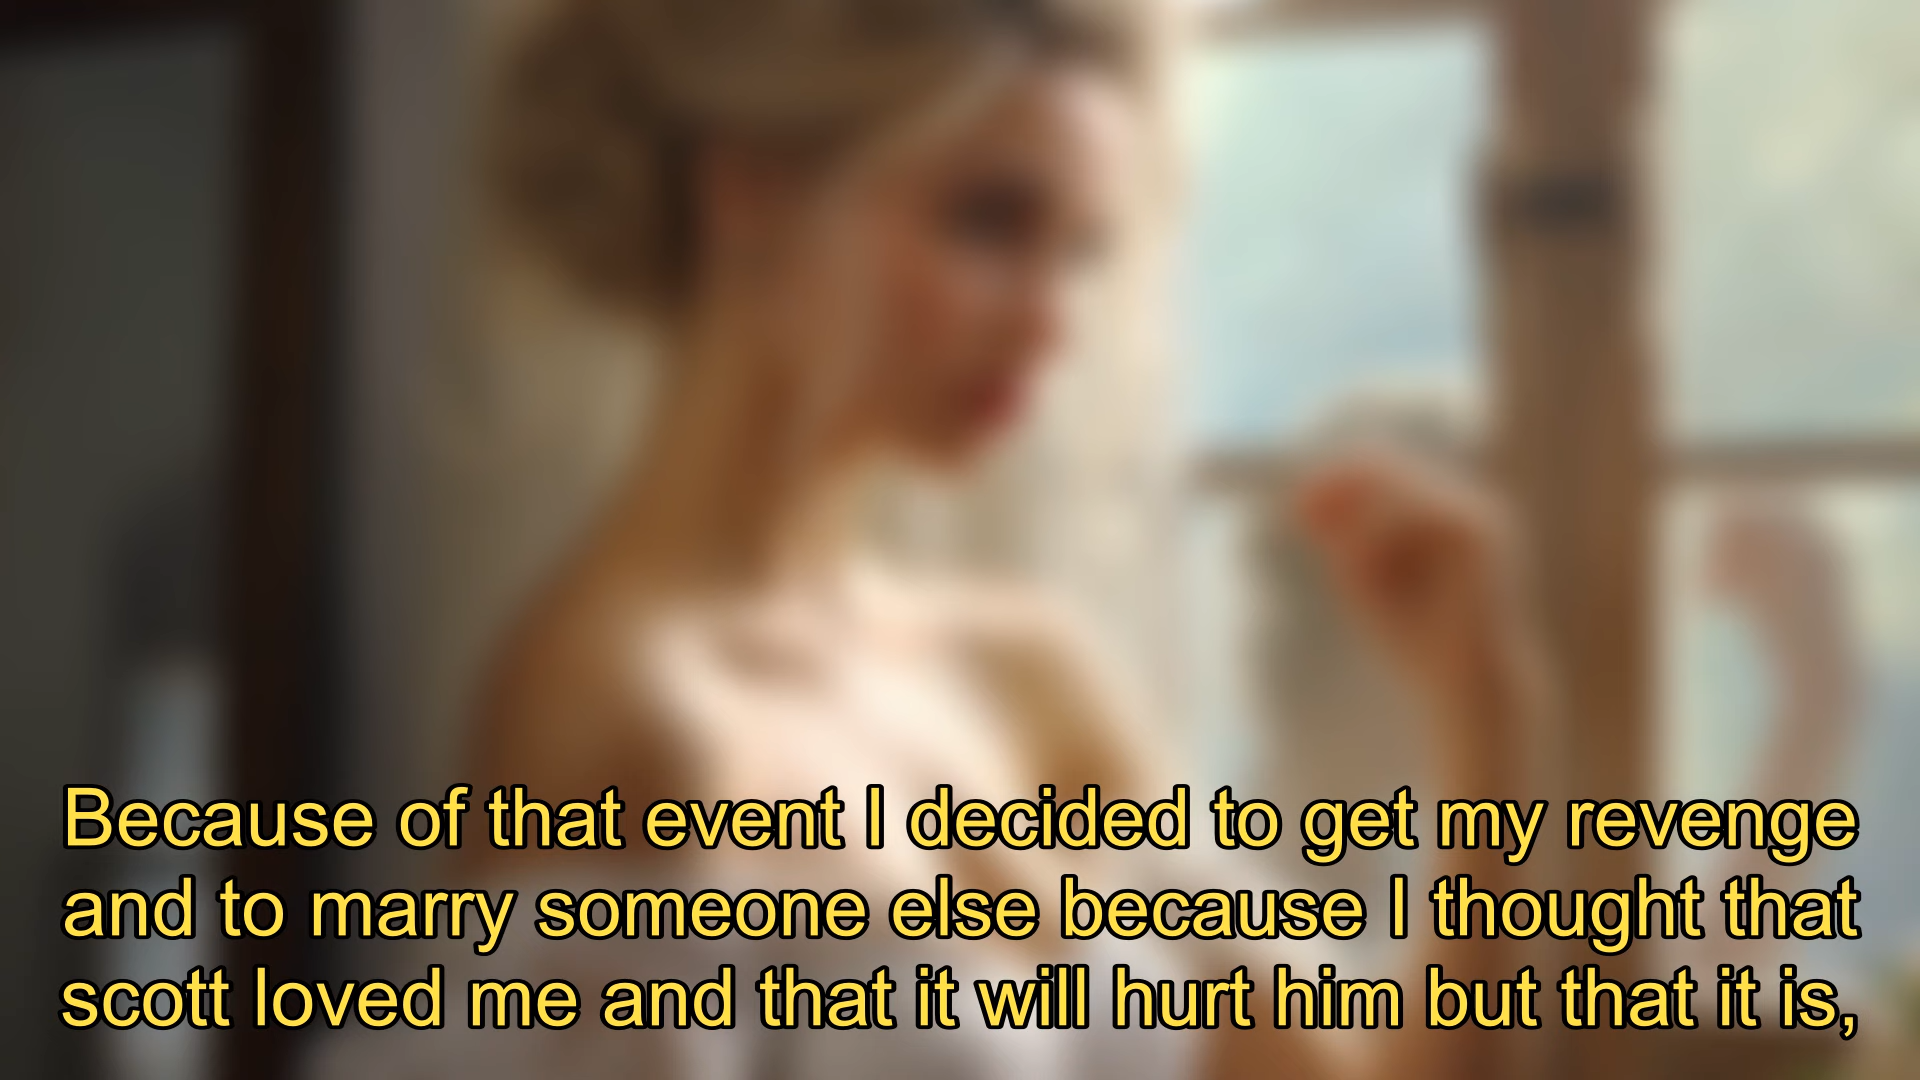 Because of that event I decided to get my revenge
and to marry someone else because I thought that
scott loved me and that it will hurt him but that it is,